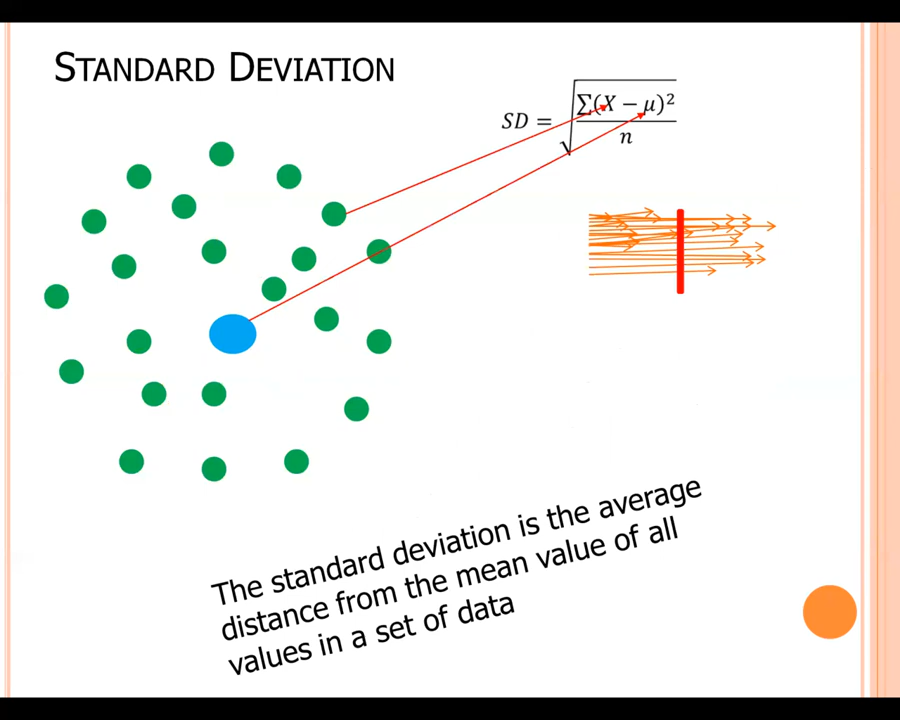 STANDARD DEVIATION
SD = √(∑(X − μ)² / n)
The standard deviation is the average
distance from the mean value of all
values in a set of data